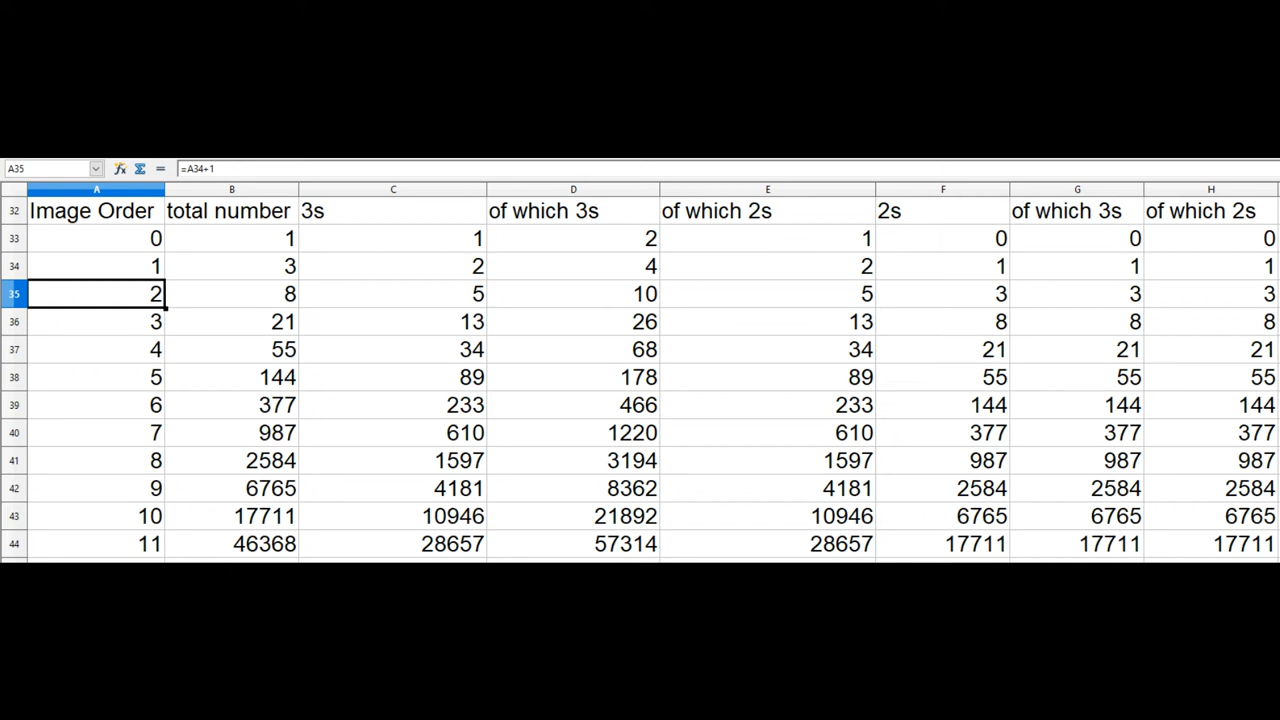 A35 fx Σ = =A34+1
A B C D E F G H
32 Image Order total number 3s of which 3s of which 2s 2s of which 3s of which 2s
33 0 1 1 2 1 0 0 0
34 1 3 2 4 2 1 1 1
35 2 8 5 10 5 3 3 3
36 3 21 13 26 13 8 8 8
37 4 55 34 68 34 21 21 21
38 5 144 89 178 89 55 55 55
39 6 377 233 466 233 144 144 144
40 7 987 610 1220 610 377 377 377
41 8 2584 1597 3194 1597 987 987 987
42 9 6765 4181 8362 4181 2584 2584 2584
43 10 17711 10946 21892 10946 6765 6765 6765
44 11 46368 28657 57314 28657 17711 17711 17711